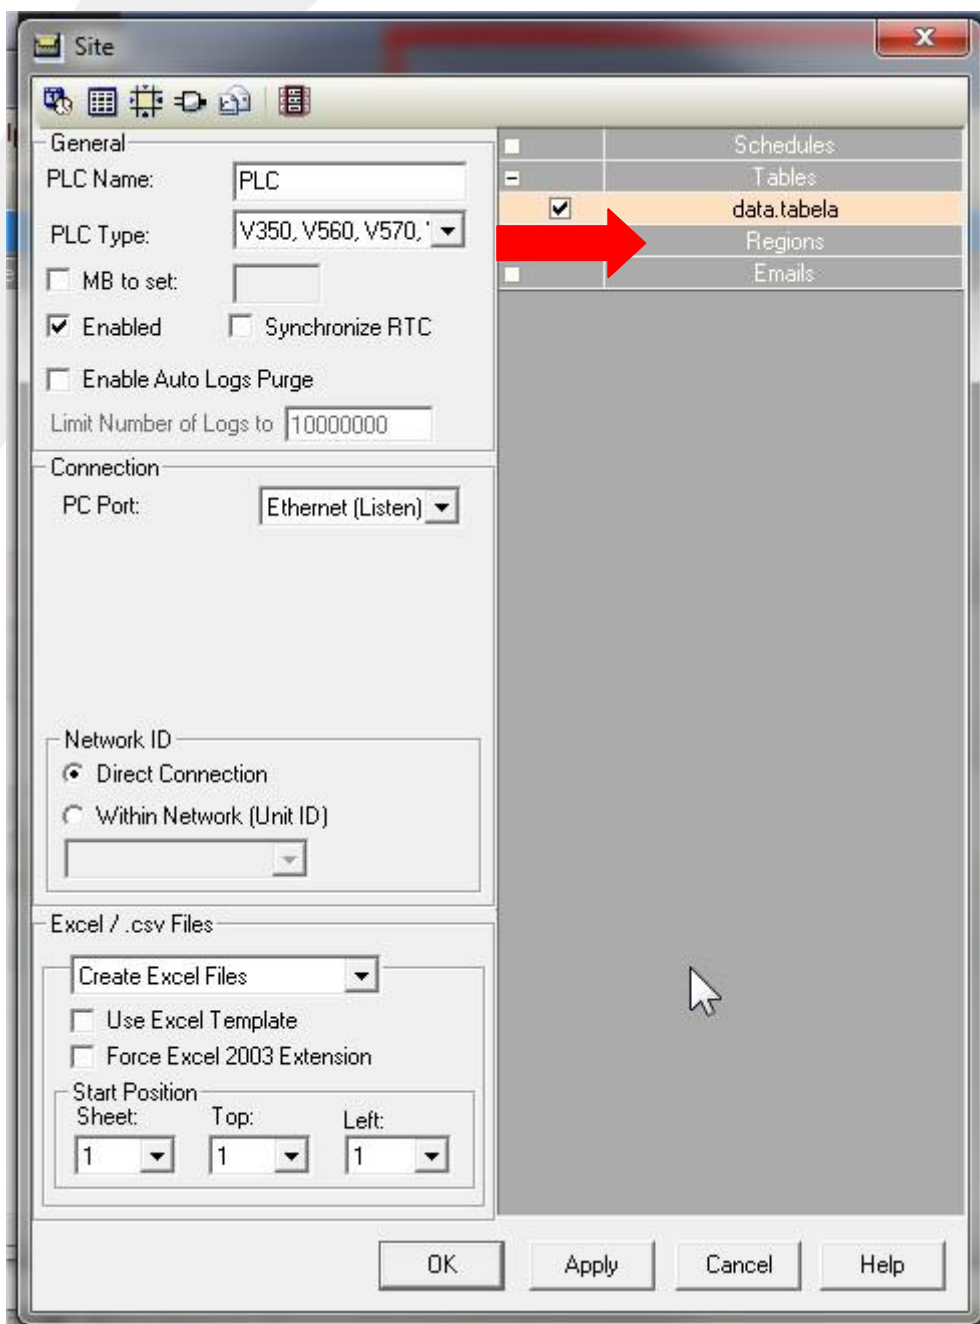 Site
General
PLC Name:
PLC
PLC Type:
V350, V560, V570, '
MB to set:
Enabled
Synchronize RTC
Enable Auto Logs Purge
Limit Number of Logs to
10000000
Connection
PC Port:
Ethernet (Listen)
Network ID
Direct Connection
Within Network (Unit ID)
Excel / .csv Files
Create Excel Files
Use Excel Template
Force Excel 2003 Extension
Start Position
Sheet: Top: Left:
1 1 1
Schedules
Tables
data.tabela
Regions
Emails
OK Apply Cancel Help